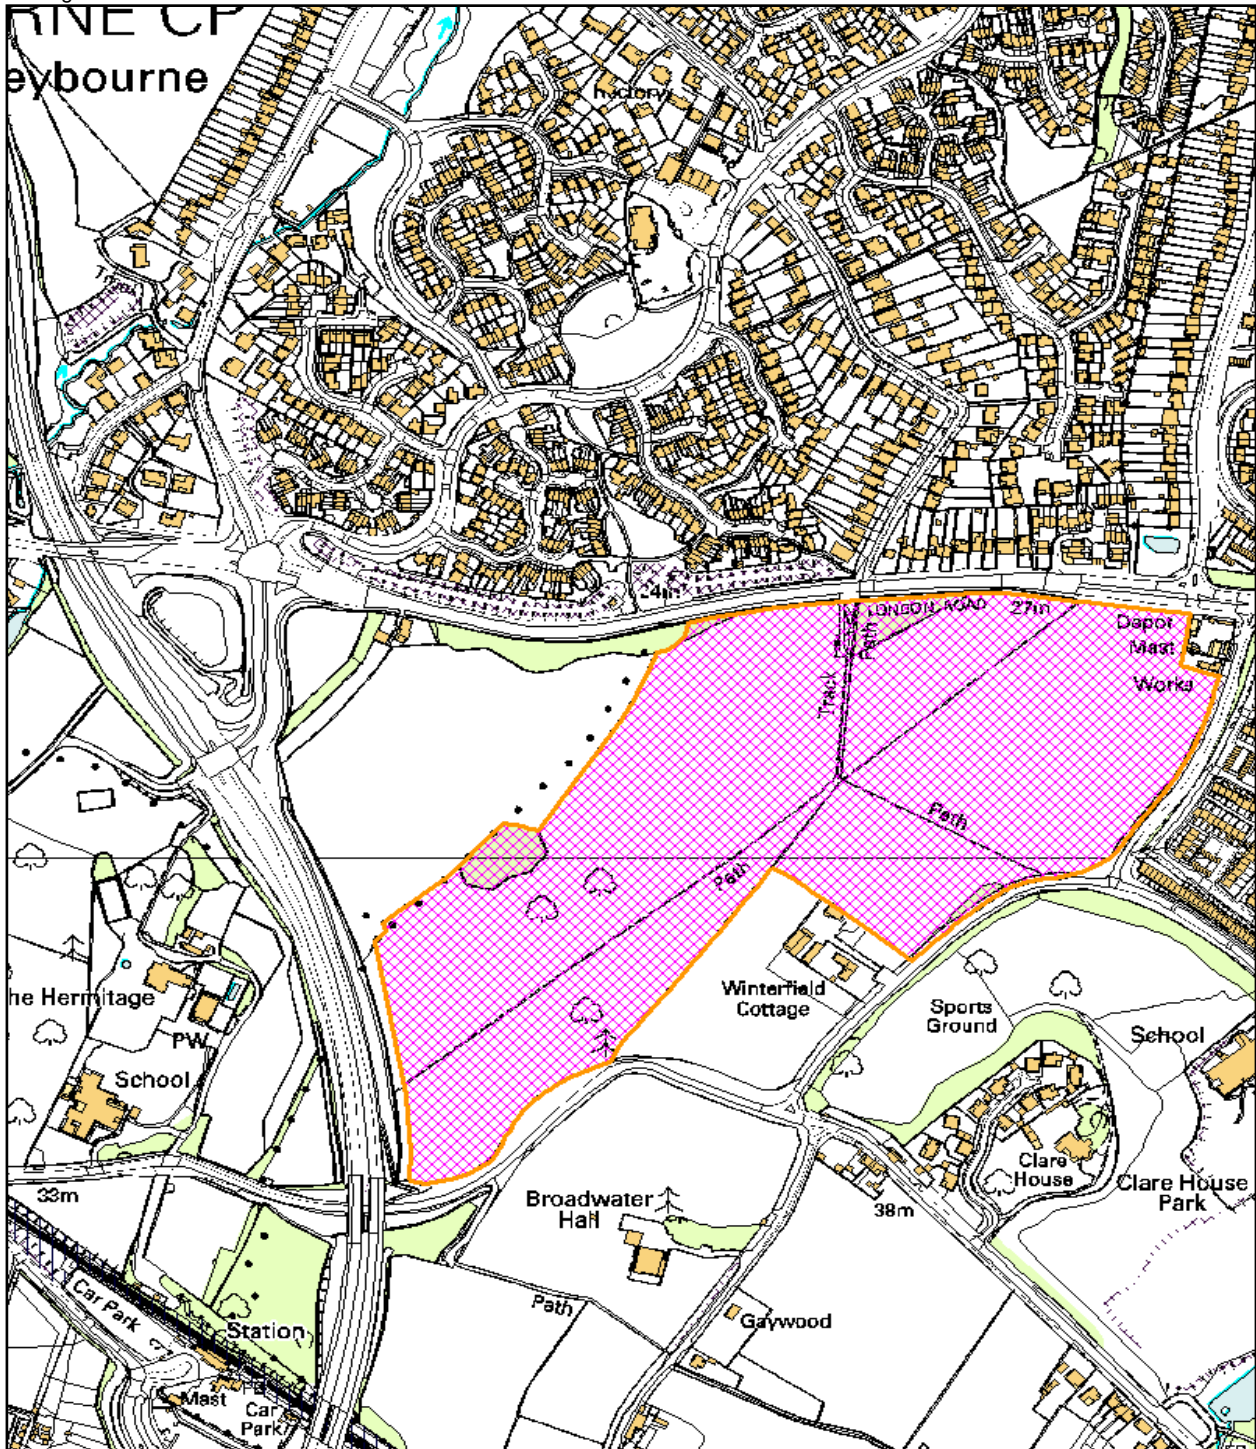 RNE CP
eybourne
factory
24m
LONDON ROAD
27m
Path
Track
Depot
Mast
Works
Path
Path
Winterfield
Cottage
Sports
Ground
School
he Hermitage
PW
School
Clare
House
Clare House
Park
33m
Broadwater
Hall
38m
Car Park
Station
Path
Gaywood
Mast
Car
Park